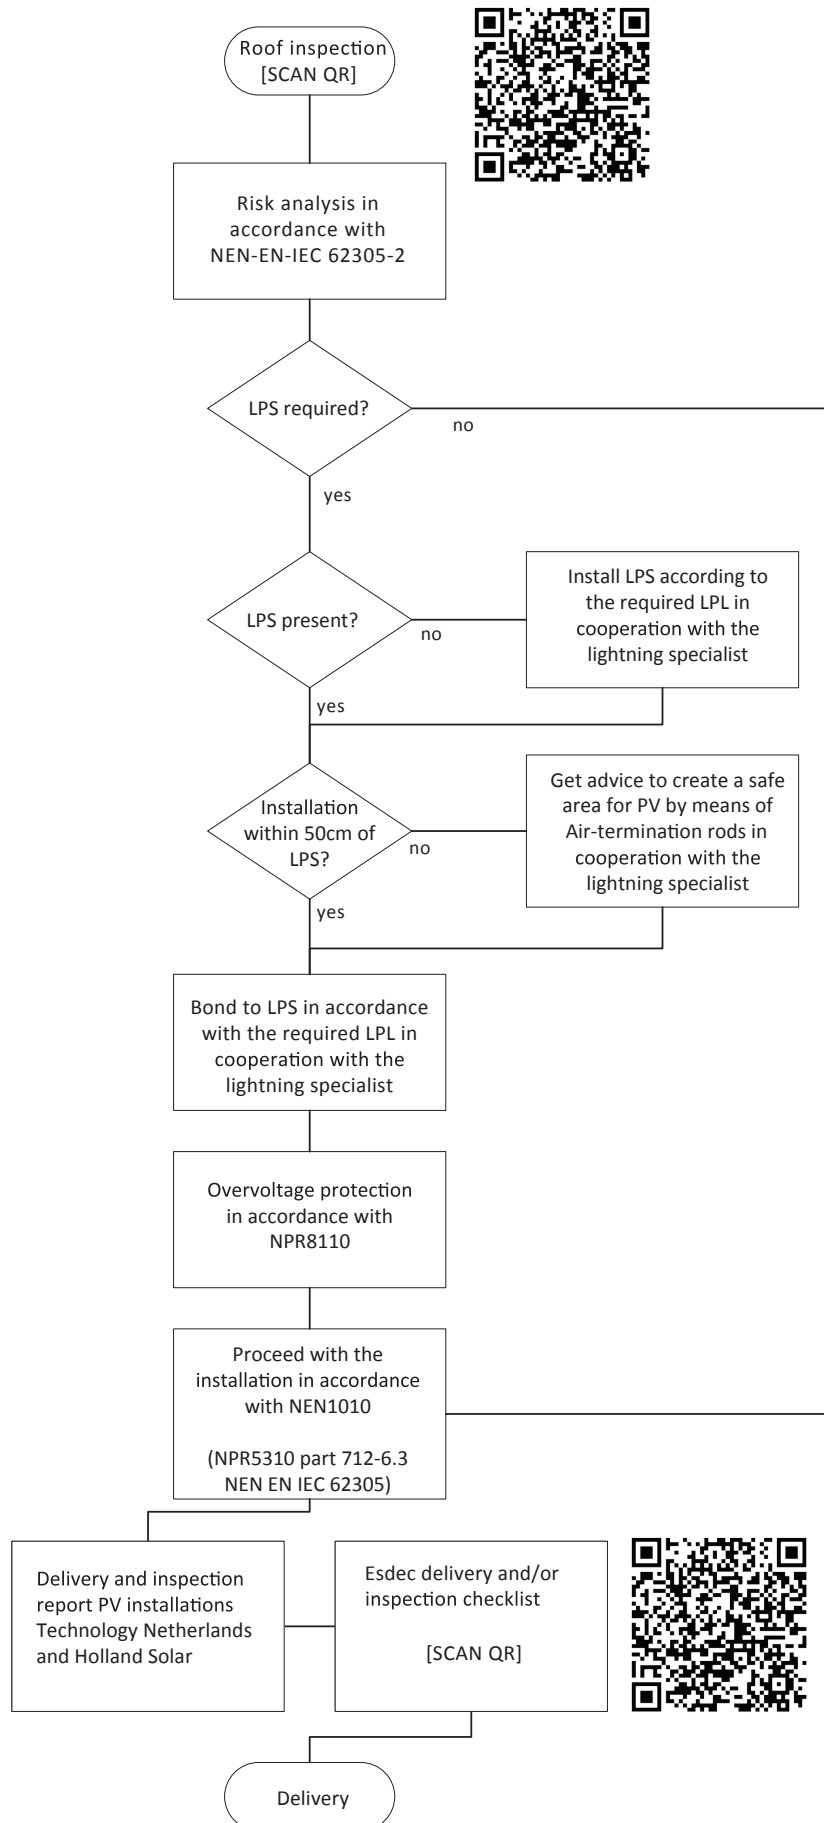 Roof inspection
[SCAN QR]
Risk analysis in
accordance with
NEN-EN-IEC 62305-2
LPS required?
no
yes
LPS present?
no
Install LPS according to
the required LPL in
cooperation with the
lightning specialist
yes
Installation
within 50cm of
LPS?
no
Get advice to create a safe
area for PV by means of
Air-termination rods in
cooperation with the
lightning specialist
yes
Bond to LPS in accordance
with the required LPL in
cooperation with the
lightning specialist
Overvoltage protection
in accordance with
NPR8110
Proceed with the
installation in accordance
with NEN1010
(NPR5310 part 712-6.3
NEN EN IEC 62305)
Delivery and inspection
report PV installations
Technology Netherlands
and Holland Solar
Esdec delivery and/or
inspection checklist
[SCAN QR]
Delivery